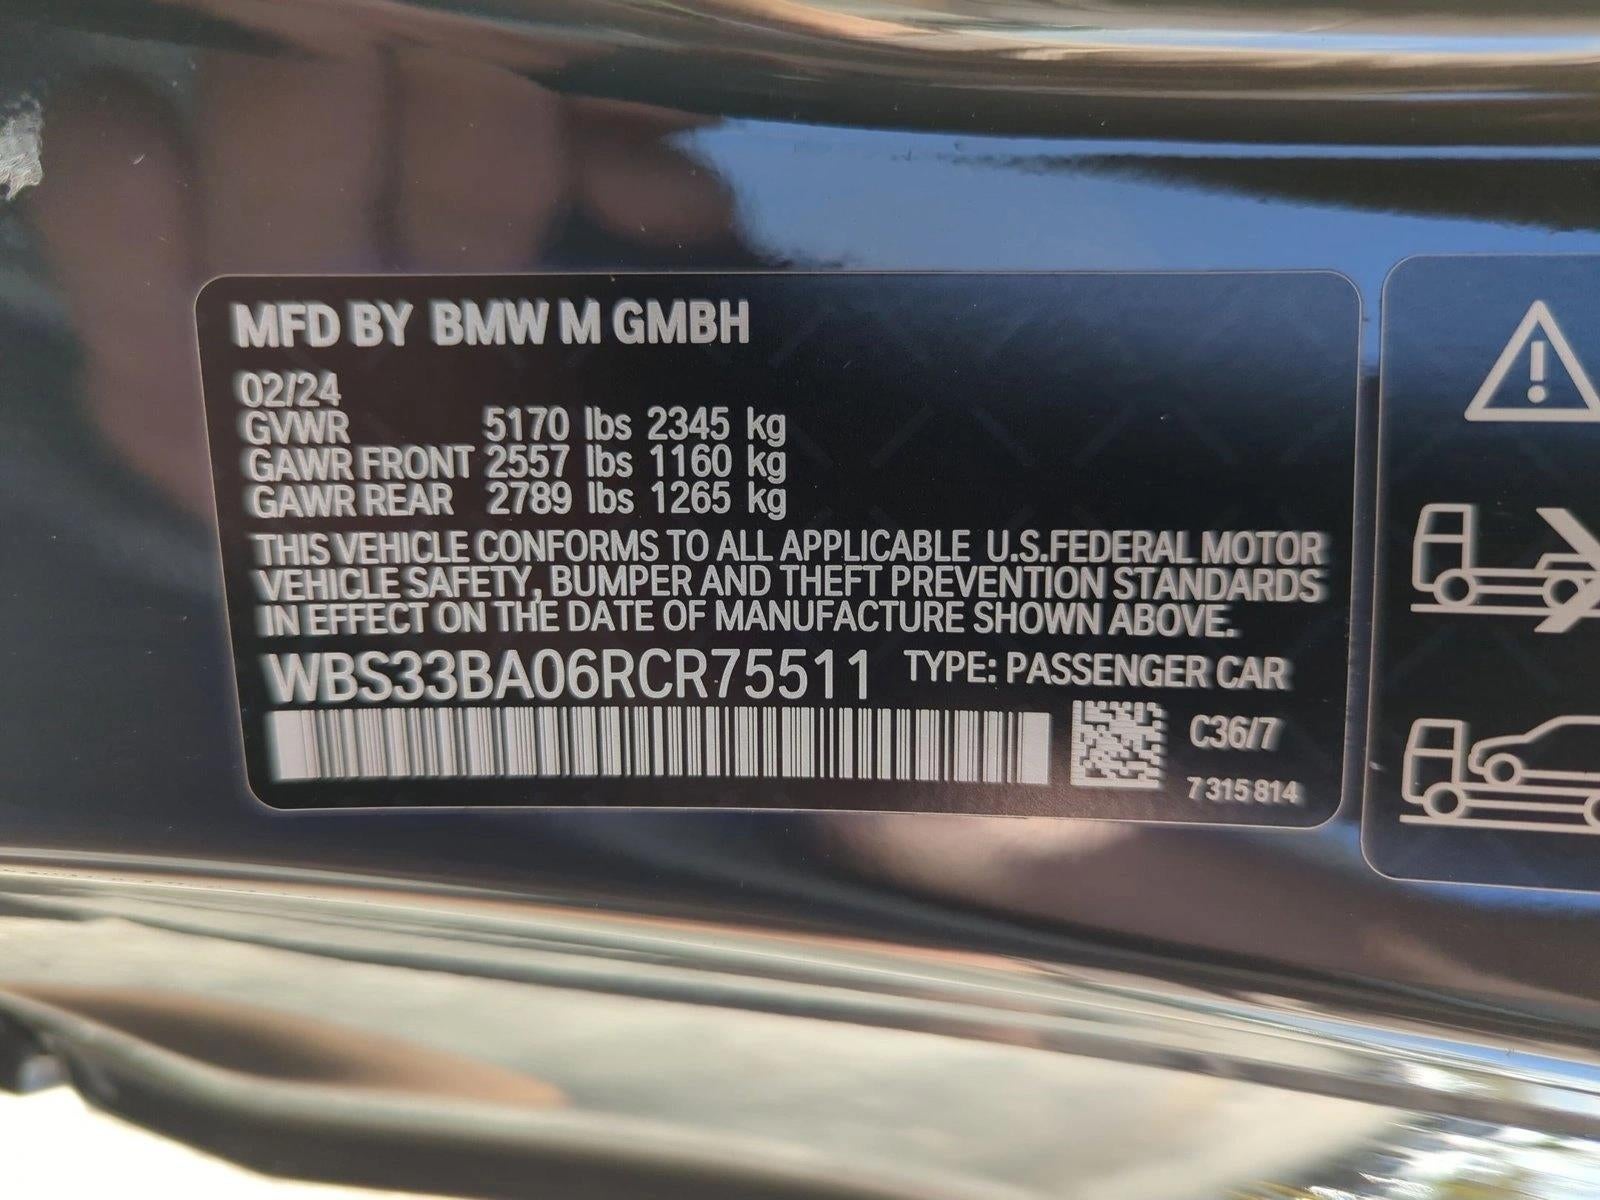 MFD BY BMW M GMBH
02/24
GVWR 5170 lbs 2345 kg
GAWR FRONT 2557 lbs 1160 kg
GAWR REAR 2789 lbs 1265 kg
THIS VEHICLE CONFORMS TO ALL APPLICABLE U.S.FEDERAL MOTOR
VEHICLE SAFETY, BUMPER AND THEFT PREVENTION STANDARDS
IN EFFECT ON THE DATE OF MANUFACTURE SHOWN ABOVE.
WBS33BA06RCR75511 TYPE: PASSENGER CAR
C36/7
7 315 814